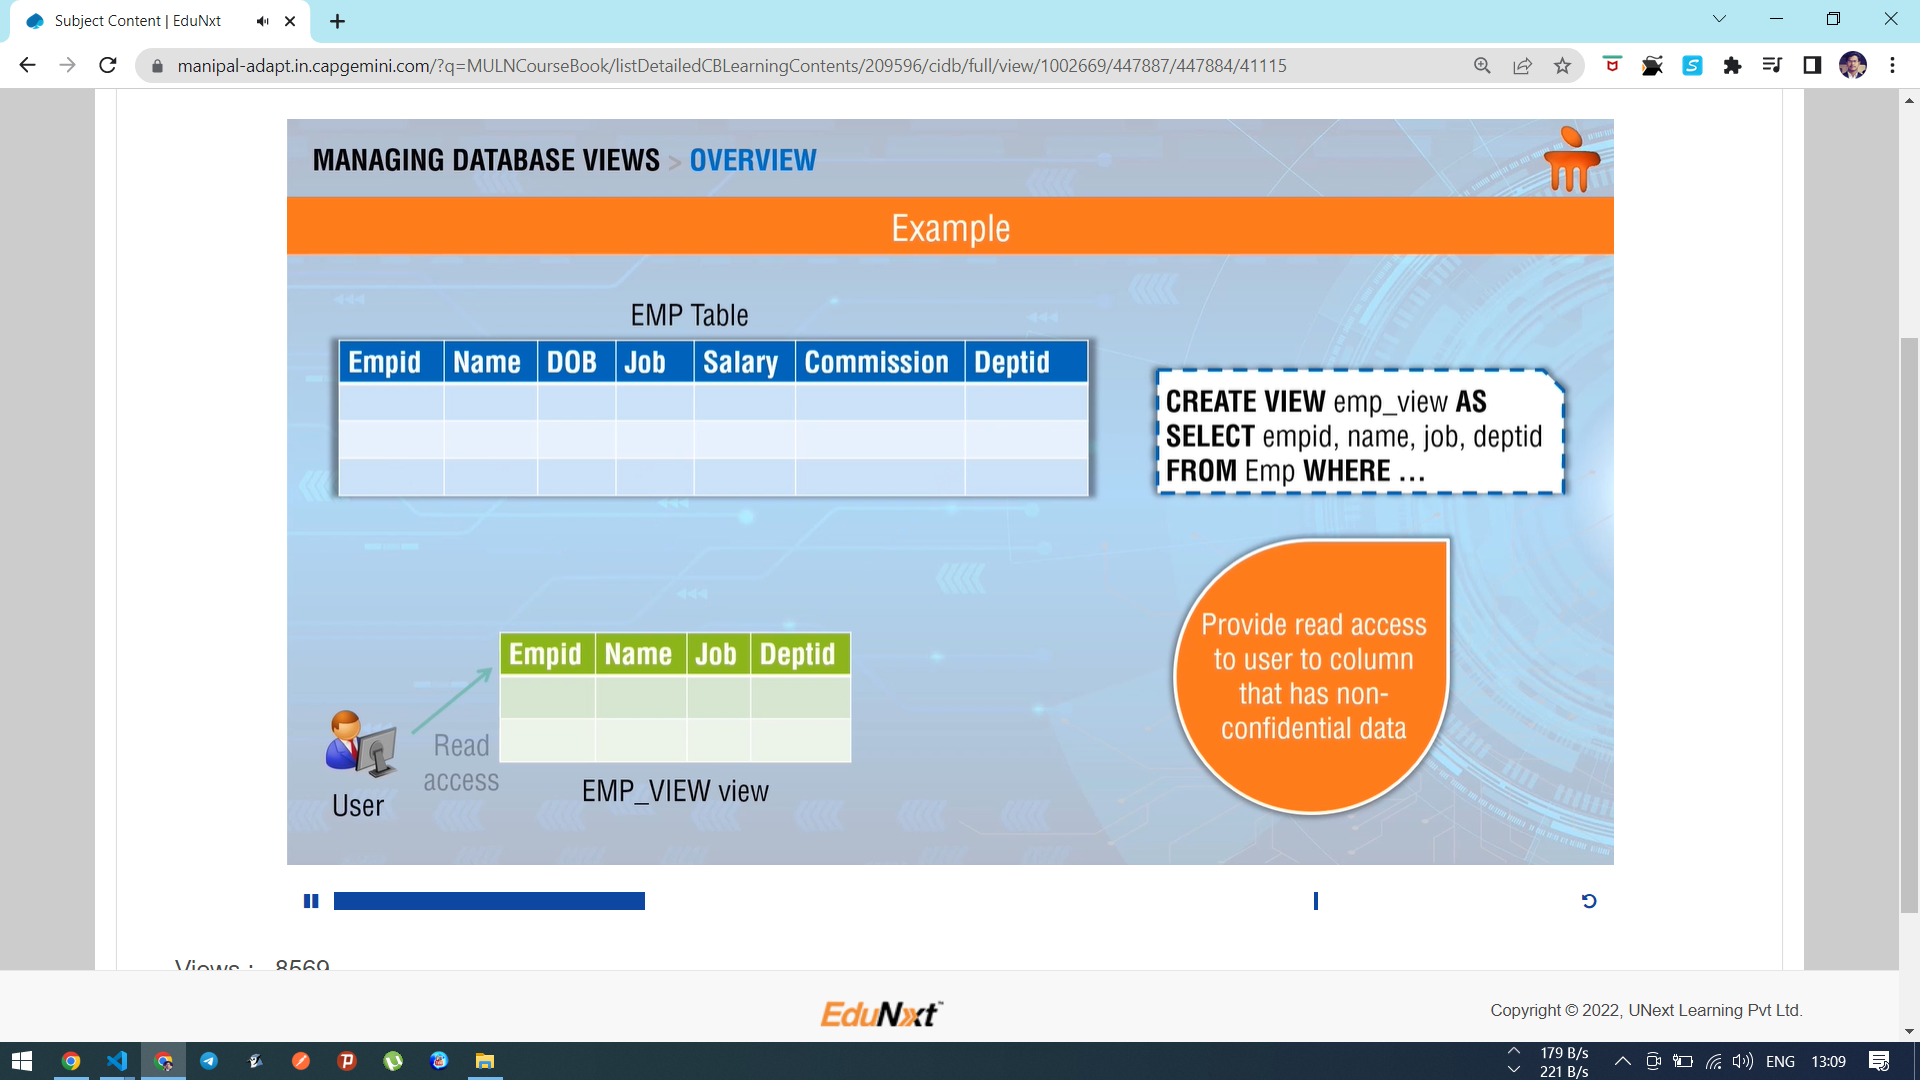 Subject Content | EduNxt
manipal-adapt.in.capgemini.com/?q=MULNCourseBook/listDetailedCBLearningContents/209596/cidb/full/view/1002669/447887/447884/41115
MANAGING DATABASE VIEWS > OVERVIEW
Example
EMP Table
Empid Name DOB Job Salary Commission Deptid
CREATE VIEW emp_view AS
SELECT empid, name, job, deptid
FROM Emp WHERE ...
Provide read access
to user to column
that has non-
confidential data
Empid Name Job Deptid
Read
access
User
EMP_VIEW view
Views : 8569
EduNxt
Copyright © 2022, UNext Learning Pvt Ltd.
179 B/s
221 B/s
ENG 13:09